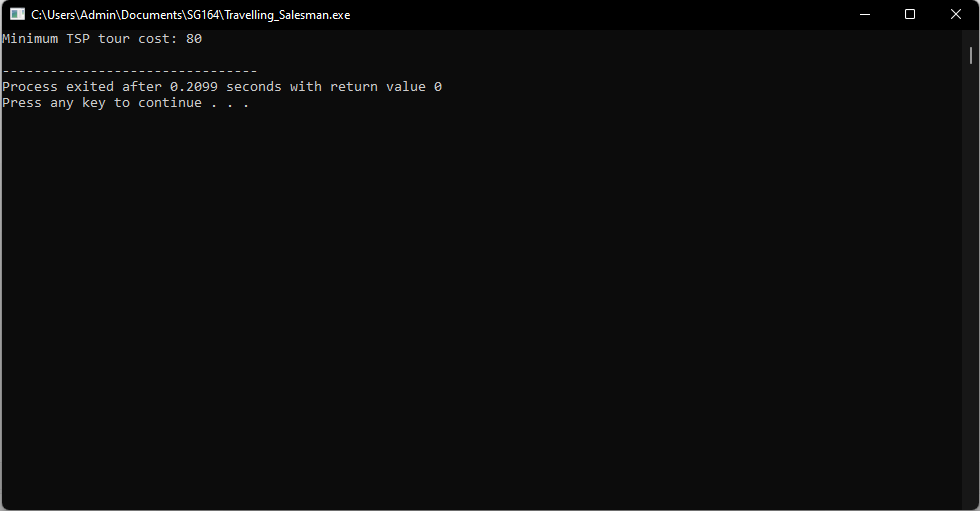 C:\Users\Admin\Documents\SG164\Travelling_Salesman.exe
Minimum TSP tour cost: 80
--------------------------------
Process exited after 0.2099 seconds with return value 0
Press any key to continue . . .